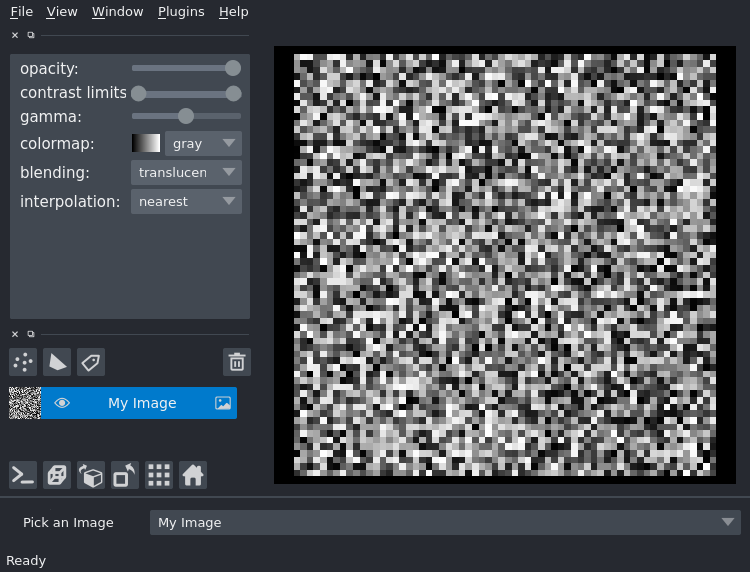 File View Window Plugins Help
opacity:
contrast limits
gamma:
colormap: gray
blending: translucen
interpolation: nearest
My Image
Pick an Image My Image
Ready